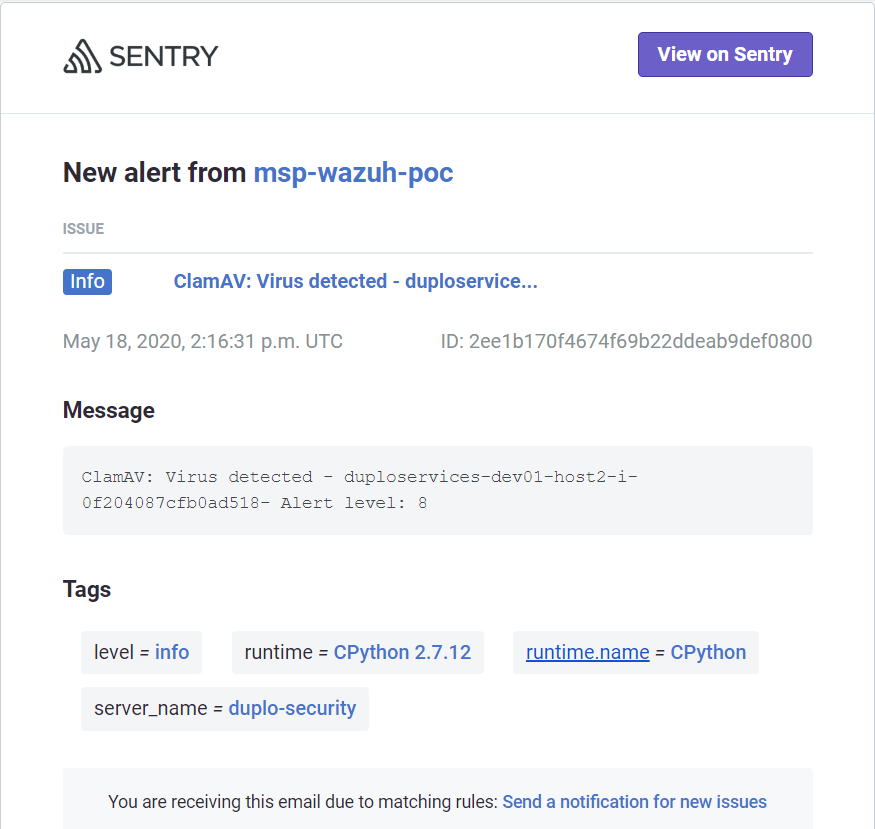 SENTRY
View on Sentry
New alert from msp-wazuh-poc
ISSUE
Info
ClamAV: Virus detected - duploservice...
May 18, 2020, 2:16:31 p.m. UTC
ID: 2ee1b170f4674f69b22ddeab9def0800
Message
ClamAV: Virus detected - duploservices-dev01-host2-i-
0f204087cfb0ad518- Alert level: 8
Tags
level = info
runtime = CPython 2.7.12
runtime.name = CPython
server_name = duplo-security
You are receiving this email due to matching rules: Send a notification for new issues